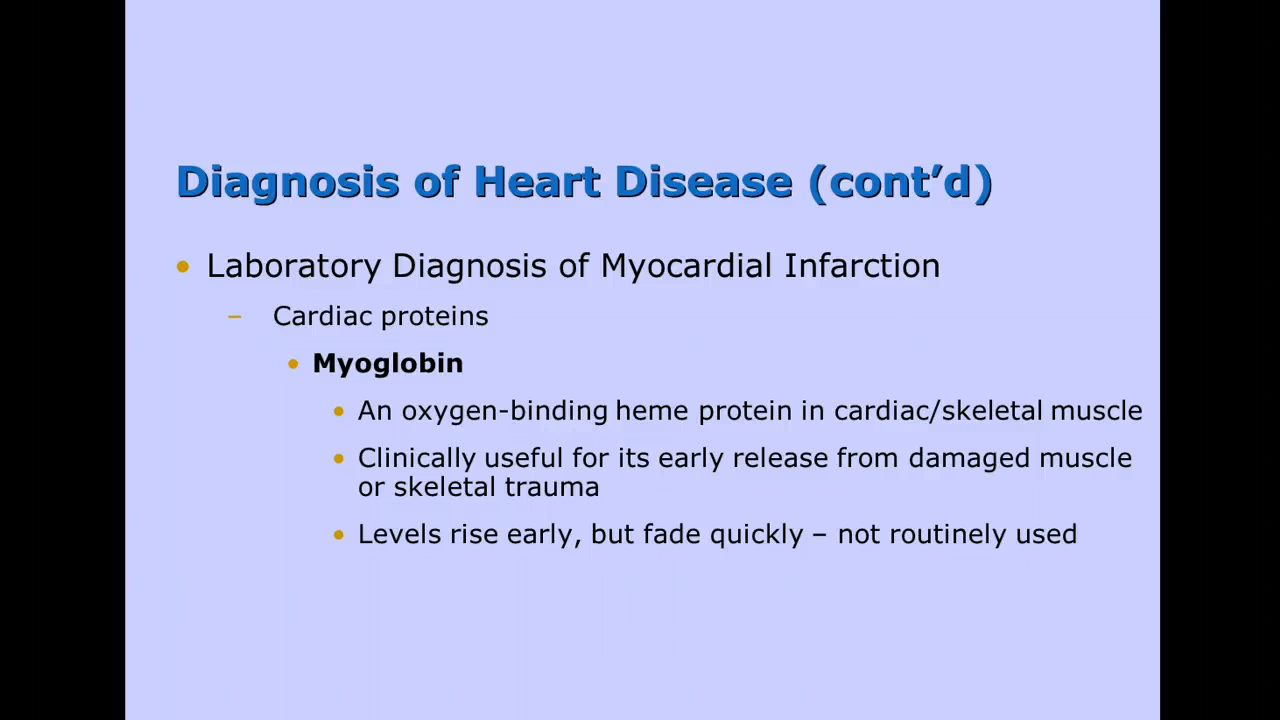 Diagnosis of Heart Disease (cont’d)
• Laboratory Diagnosis of Myocardial Infarction
– Cardiac proteins
• Myoglobin
• An oxygen-binding heme protein in cardiac/skeletal muscle
• Clinically useful for its early release from damaged muscle
or skeletal trauma
• Levels rise early, but fade quickly – not routinely used